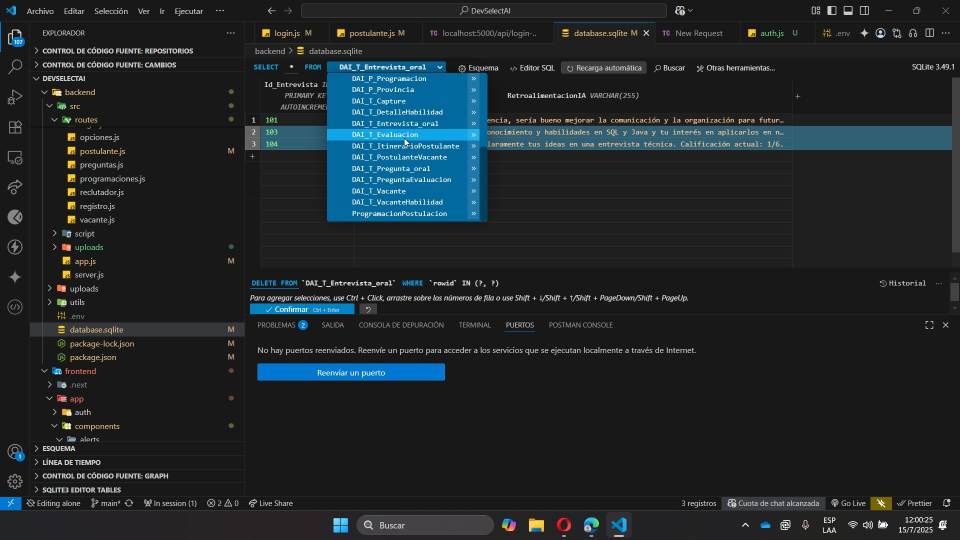 Archivo Editar Selección Ver Ir Ejecutar ··· DevSelectAI
EXPLORADOR ···
login.js
postulante.js M
localhost:5000/api/login-..
database.sqlite M
New Request
auth.js U
.env
CONTROL DE CÓDIGO FUENTE: REPOSITORIOS
CONTROL DE CÓDIGO FUENTE: CAMBIOS
DEVSELECTAI
backend
src
routes
opciones.js
postulante.js M
preguntas.js
programaciones.js
reclutador.js
registro.js
vacante.js
script
uploads
app.js M
server.js
uploads
utils
.env
database.sqlite M
package-lock.json M
package.json M
frontend
.next
app
auth
components
alerts
ESQUEMA
LÍNEA DE TIEMPO
CONTROL DE CÓDIGO FUENTE: GRAPH
SQLITE3 EDITOR TABLES
backend > database.sqlite
SELECT * FROM DAI_T_Entrevista_oral Esquema Editor SQL Recarga automática Buscar Otras herramientas... SQLite 3.49.1
Id_Entrevista
PRIMARY KE
AUTOINCREME
RetroalimentacionIA VARCHAR(255)
+
1 101 encia, sería bueno mejorar la comunicación y la organización para futur…
2 103 onocimiento y habilidades en SQL y Java y tu interés en aplicarlos en n…
3 104 laramente tus ideas en una entrevista técnica. Calificación actual: 1/6.
+
DAI_P_Programacion »
DAI_P_Provincia »
DAI_T_Capture »
DAI_T_DetalleHabilidad »
DAI_T_Entrevista_oral »
DAI_T_Evaluacion »
DAI_T_ItinerarioPostulante »
DAI_T_PostulanteVacante »
DAI_T_Pregunta_oral »
DAI_T_PreguntaEvaluacion »
DAI_T_Vacante »
DAI_T_VacanteHabilidad »
ProgramacionPostulacion »
DELETE FROM `DAI_T_Entrevista_oral` WHERE `rowid` IN (?, ?) Historial ···
Para agregar selecciones, use Ctrl + Click, arrastre sobre los números de fila o use Shift + ↓/Shift + ↑/Shift + PageDown/Shift + PageUp.
Confirmar Ctrl + Enter
PROBLEMAS 2 SALIDA CONSOLA DE DEPURACIÓN TERMINAL PUERTOS POSTMAN CONSOLE
No hay puertos reenviados. Reenvíe un puerto para acceder a los servicios que se ejecutan localmente a través de Internet.
Reenviar un puerto
107
1
Editing alone main* In session (1) 2 0 Live Share 3 registros Cuota de chat alcanzada Go Live Prettier
Buscar
ESP
LAA
12:00:25
15/7/2025